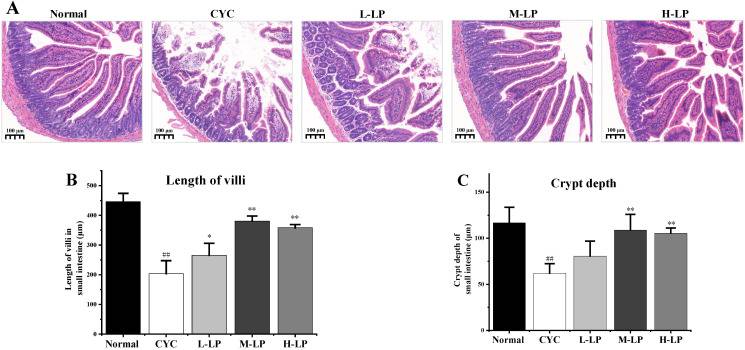 A
Normal CYC L-LP M-LP H-LP
100 µm 100 µm 100 µm 100 µm 100 µm
B Length of villi
Length of villi in
small intestine (µm)
500
400
300
200
100
0
## * ** **
Normal CYC L-LP M-LP H-LP
C Crypt depth
Crypt depth of
small intestine (µm)
150
100
50
0
## ** **
Normal CYC L-LP M-LP H-LP